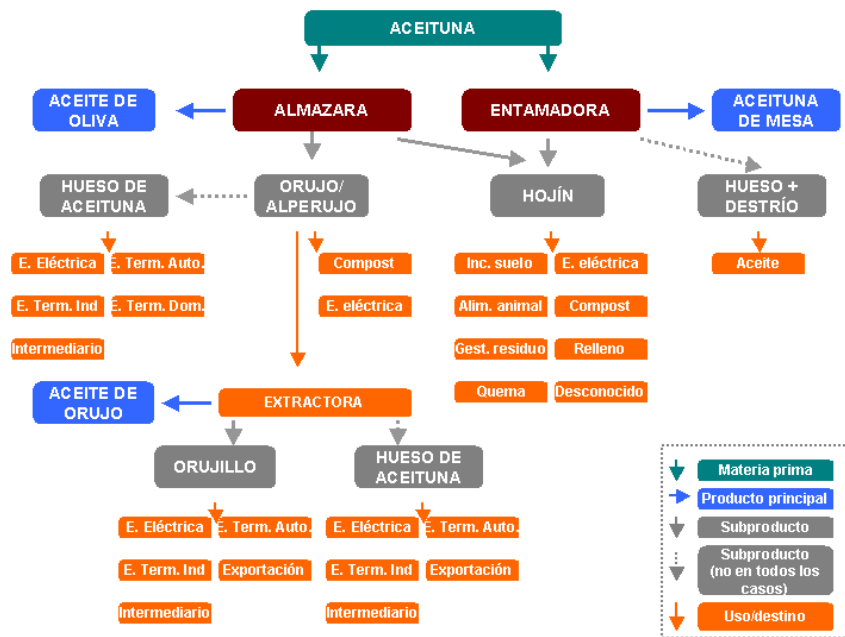 ACEITUNA
ACEITE DE
OLIVA
ALMAZARA
ENTAMADORA
ACEITUNA
DE MESA
HUESO DE
ACEITUNA
ORUJO/
ALPERUJO
HOJÍN
HUESO +
DESTRÍO
E. Eléctrica
E. Term. Auto.
Compost
Inc. suelo
E. eléctrica
Aceite
E. Term. Ind
E. Term. Dom.
E. eléctrica
Alim. animal
Compost
Intermediario
Gest. residuo
Relleno
Quema
Desconocido
ACEITE DE
ORUJO
EXTRACTORA
ORUJILLO
HUESO DE
ACEITUNA
E. Eléctrica
E. Term. Auto.
E. Eléctrica
E. Term. Auto.
E. Term. Ind
Exportación
E. Term. Ind
Exportación
Intermediario
Intermediario
Materia prima
Producto principal
Subproducto
Subproducto
(no en todos los
casos)
Uso/destino